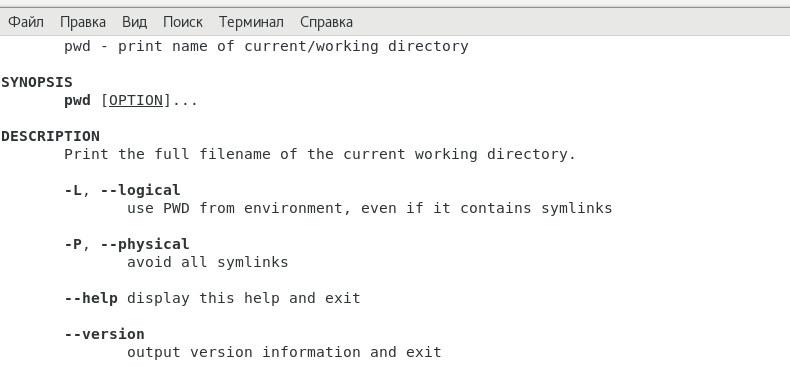 Файл Правка Вид Поиск Терминал Справка
pwd - print name of current/working directory
SYNOPSIS
pwd [OPTION]...
DESCRIPTION
Print the full filename of the current working directory.
-L, --logical
use PWD from environment, even if it contains symlinks
-P, --physical
avoid all symlinks
--help display this help and exit
--version
output version information and exit